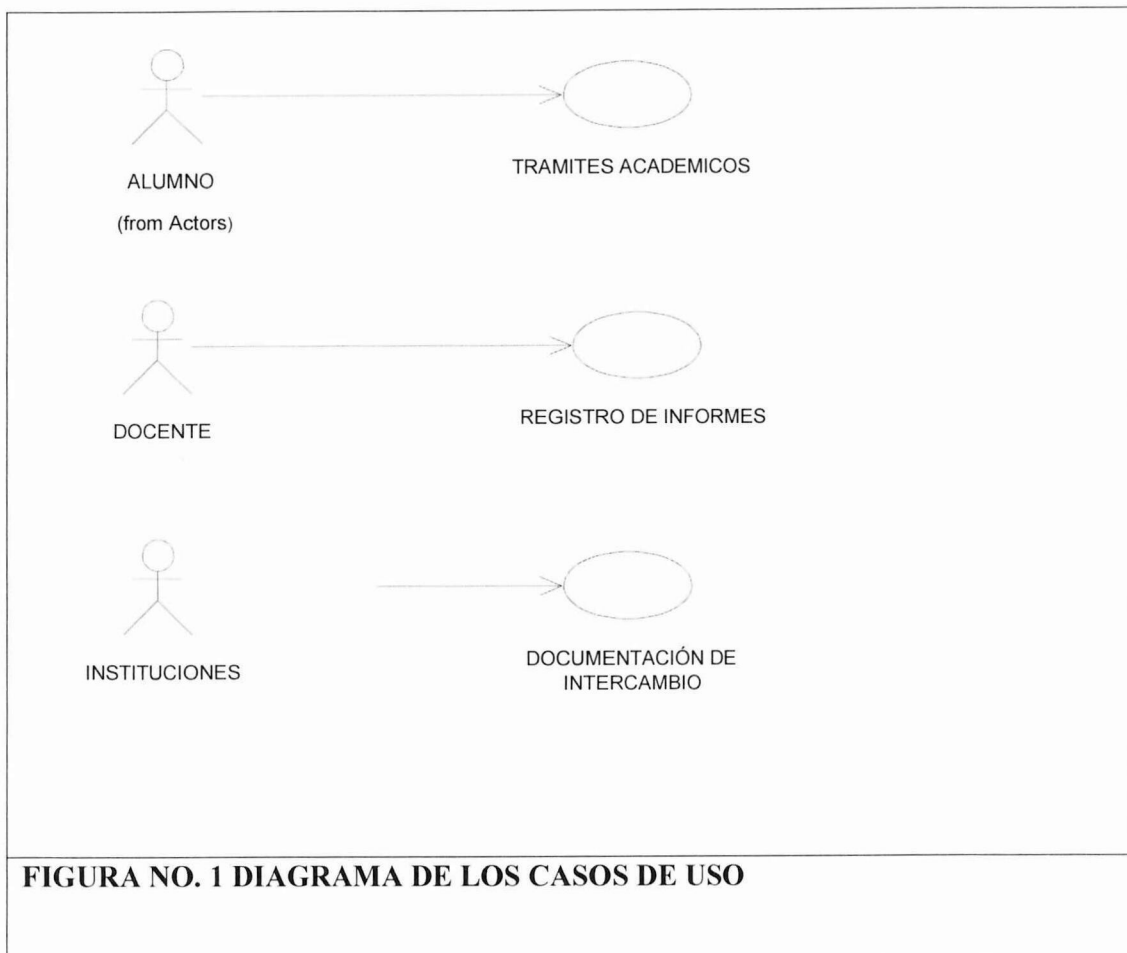 ALUMNO
(from Actors)
TRAMITES ACADEMICOS
DOCENTE
REGISTRO DE INFORMES
INSTITUCIONES
DOCUMENTACIÓN DE
INTERCAMBIO
FIGURA NO. 1 DIAGRAMA DE LOS CASOS DE USO